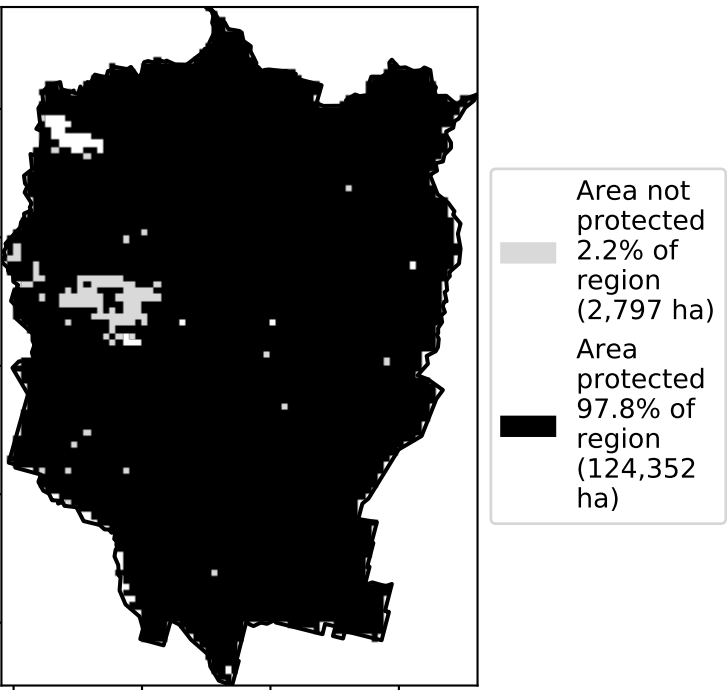 Area not
protected
2.2% of
region
(2,797 ha)
Area
protected
97.8% of
region
(124,352
ha)